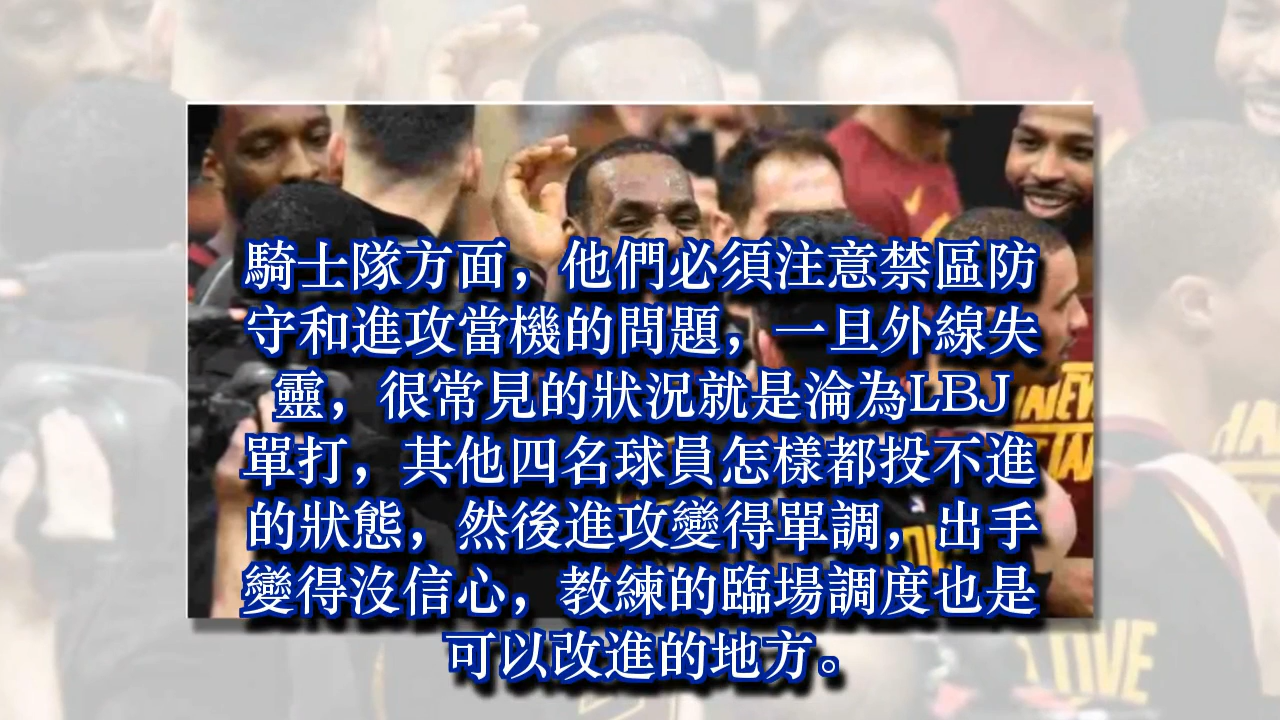 騎士隊方面，他們必須注意禁區防
守和進攻當機的問題，一旦外線失
靈，很常見的狀況就是淪為LBJ
單打，其他四名球員怎樣都投不進
的狀態，然後進攻變得單調，出手
變得沒信心，教練的臨場調度也是
可以改進的地方。
LOVE